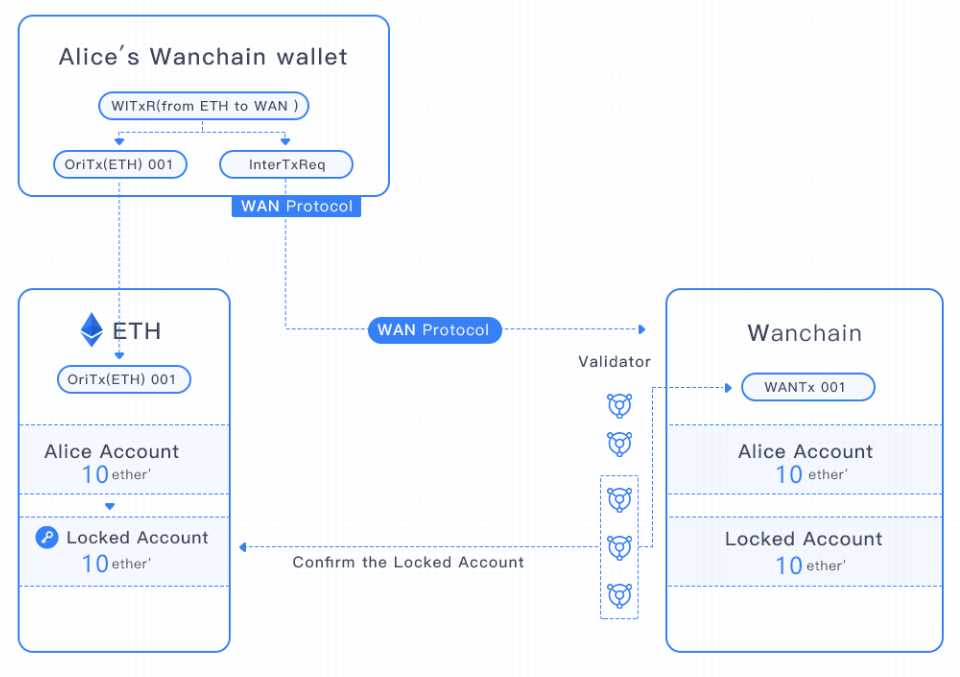 Alice′s Wanchain wallet
WITxR(from ETH to WAN )
OriTx(ETH) 001
InterTxReq
WAN Protocol
ETH
OriTx(ETH) 001
Alice Account
10 ether′
Locked Account
10 ether′
WAN Protocol
Validator
Confirm the Locked Account
Wanchain
WANTx 001
Alice Account
10 ether′
Locked Account
10 ether′